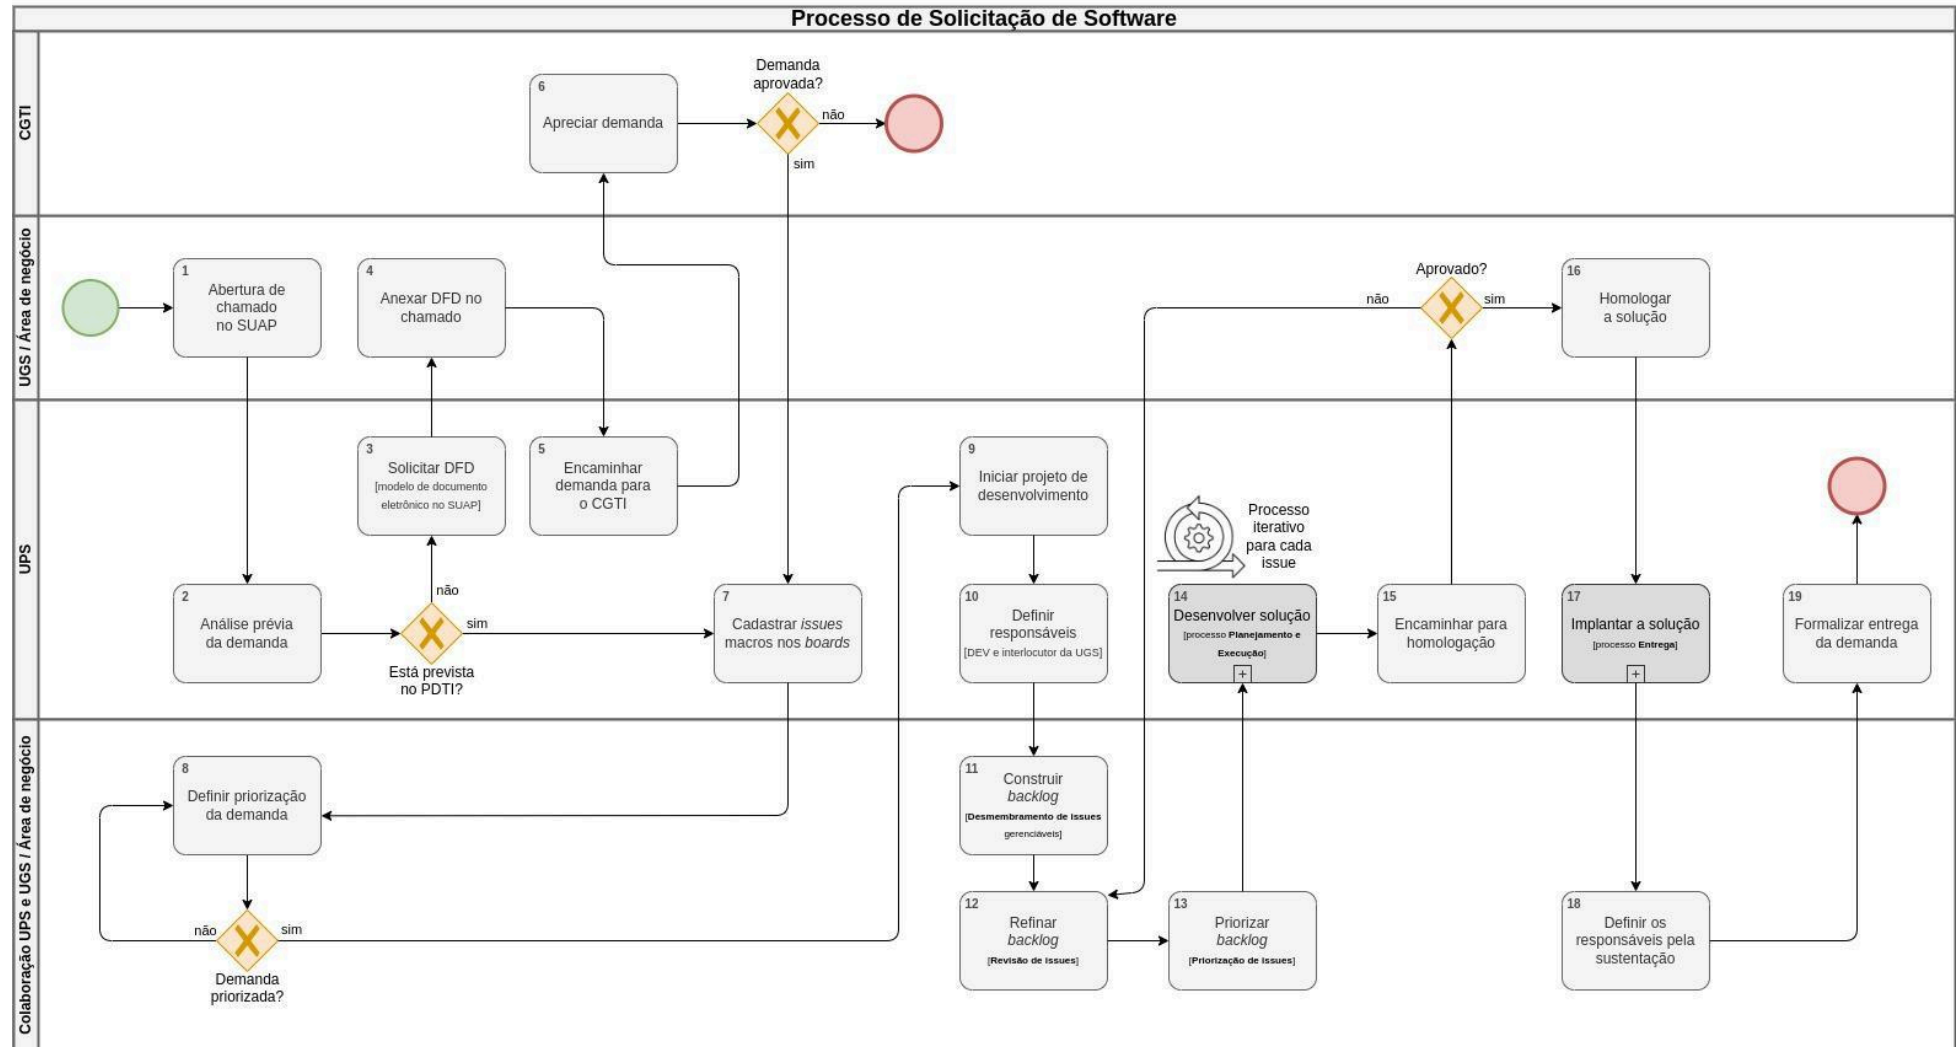 Processo de Solicitação de Software
CGTI
6
Apreciar demanda
Demanda
aprovada?
não
sim
UGS / Área de negócio
1
Abertura de
chamado
no SUAP
4
Anexar DFD no
chamado
Aprovado?
não
sim
16
Homologar
a solução
UPS
3
Solicitar DFD
[modelo de documento
eletrônico no SUAP]
5
Encaminhar
demanda para
o CGTI
9
Iniciar projeto de
desenvolvimento
Processo
iterativo
para cada
issue
2
Análise prévia
da demanda
não
sim
Está prevista
no PDTI?
7
Cadastrar issues
macros nos boards
10
Definir
responsáveis
[DEV e interlocutor da UGS]
14
Desenvolver solução
[processo Planejamento e
Execução]
+
15
Encaminhar para
homologação
17
Implantar a solução
[processo Entrega]
+
19
Formalizar entrega
da demanda
Colaboração UPS e UGS / Área de negócio
8
Definir priorização
da demanda
não
sim
Demanda
priorizada?
11
Construir
backlog
[Desmembramento de issues
gerenciáveis]
12
Refinar
backlog
[Revisão de issues]
13
Priorizar
backlog
[Priorização de issues]
18
Definir os
responsáveis pela
sustentação